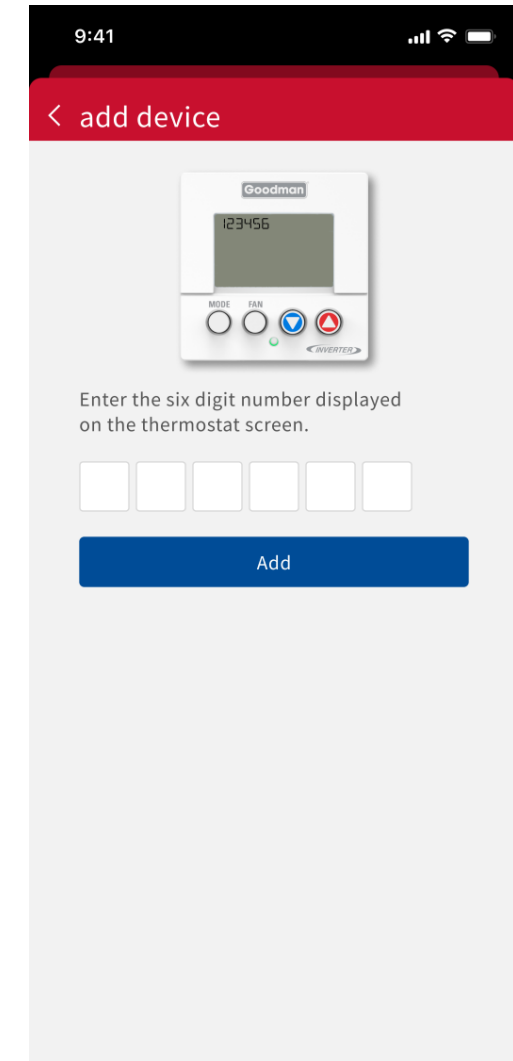 9:41
add device
Goodman
123456
MODE FAN
INVERTER
Enter the six digit number displayed
on the thermostat screen.
Add